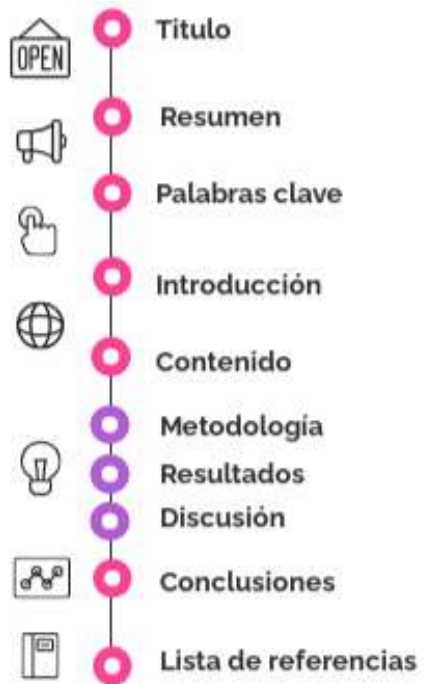 OPEN
Titulo
Resumen
Palabras clave
Introducción
Contenido
Metodología
Resultados
Discusión
Conclusiones
Lista de referencias